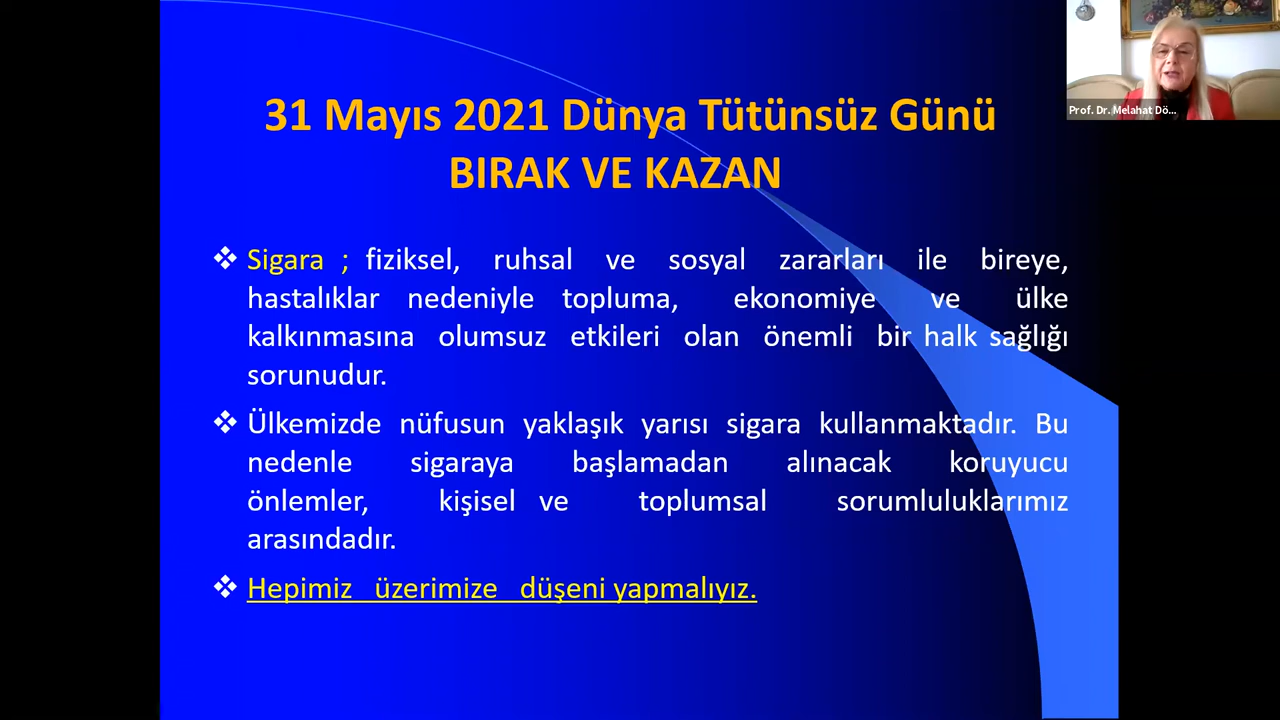 31 Mayıs 2021 Dünya Tütünsüz Günü
BIRAK VE KAZAN
Prof. Dr. Melahat Dö...
❖ Sigara ; fiziksel, ruhsal ve sosyal zararları ile bireye,
hastalıklar nedeniyle topluma, ekonomiye ve ülke
kalkınmasına olumsuz etkileri olan önemli bir halk sağlığı
sorunudur.
❖ Ülkemizde nüfusun yaklaşık yarısı sigara kullanmaktadır. Bu
nedenle sigaraya başlamadan alınacak koruyucu
önlemler, kişisel ve toplumsal sorumluluklarımız
arasındadır.
❖ Hepimiz üzerimize düşeni yapmalıyız.